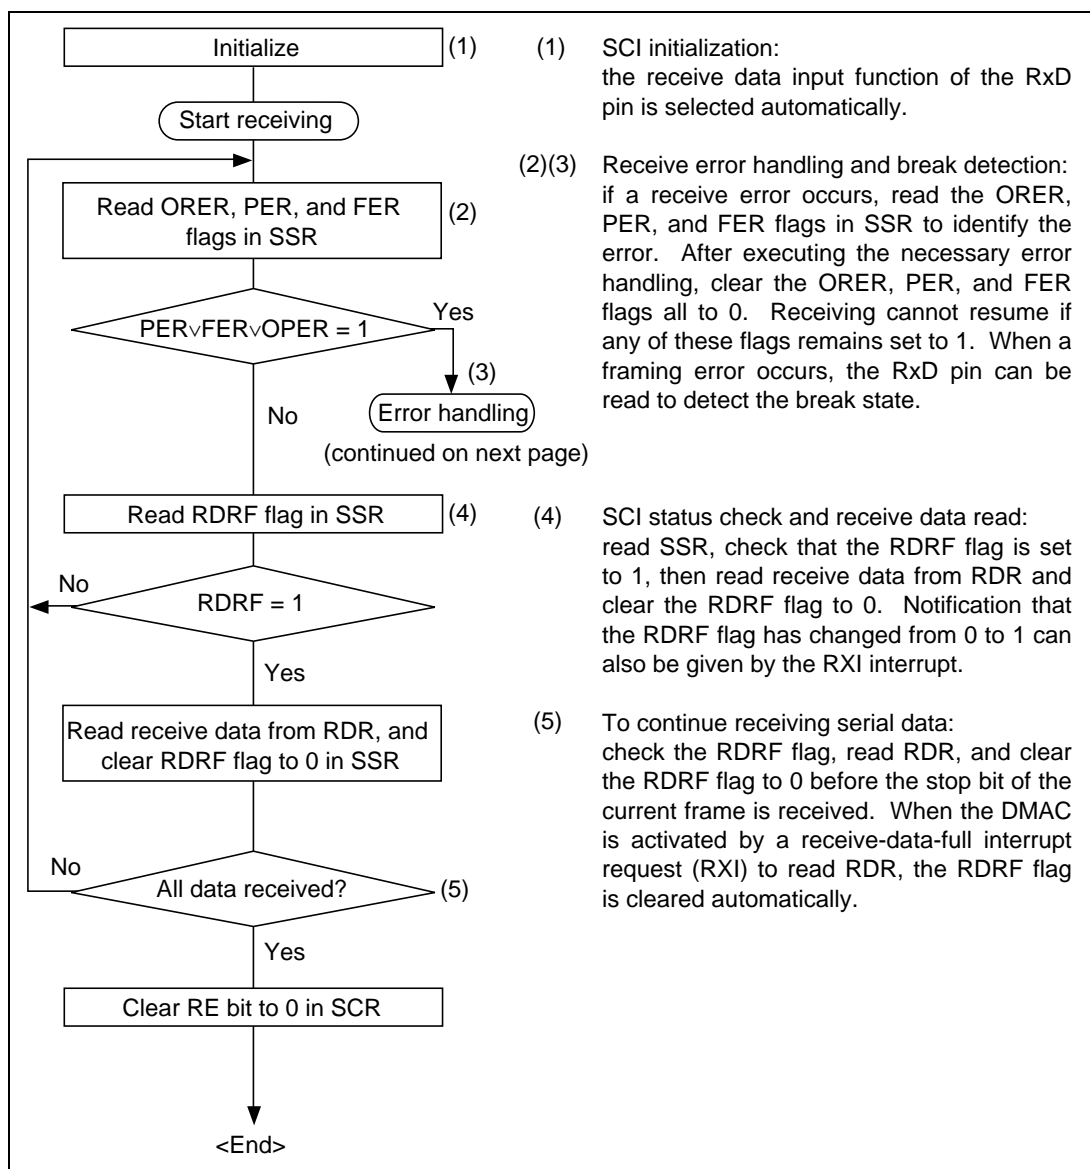 Initialize
(1)
Start receiving
Read ORER, PER, and FER
flags in SSR
(2)
PER∨FER∨OPER = 1
Yes
(3)
Error handling
No
(continued on next page)
Read RDRF flag in SSR
(4)
No
RDRF = 1
Yes
Read receive data from RDR, and
clear RDRF flag to 0 in SSR
No
All data received?
(5)
Yes
Clear RE bit to 0 in SCR
<End>
(1) SCI initialization:
the receive data input function of the RxD
pin is selected automatically.
(2)(3) Receive error handling and break detection:
if a receive error occurs, read the ORER,
PER, and FER flags in SSR to identify the
error. After executing the necessary error
handling, clear the ORER, PER, and FER
flags all to 0. Receiving cannot resume if
any of these flags remains set to 1. When a
framing error occurs, the RxD pin can be
read to detect the break state.
(4) SCI status check and receive data read:
read SSR, check that the RDRF flag is set
to 1, then read receive data from RDR and
clear the RDRF flag to 0. Notification that
the RDRF flag has changed from 0 to 1 can
also be given by the RXI interrupt.
(5) To continue receiving serial data:
check the RDRF flag, read RDR, and clear
the RDRF flag to 0 before the stop bit of the
current frame is received. When the DMAC
is activated by a receive-data-full interrupt
request (RXI) to read RDR, the RDRF flag
is cleared automatically.